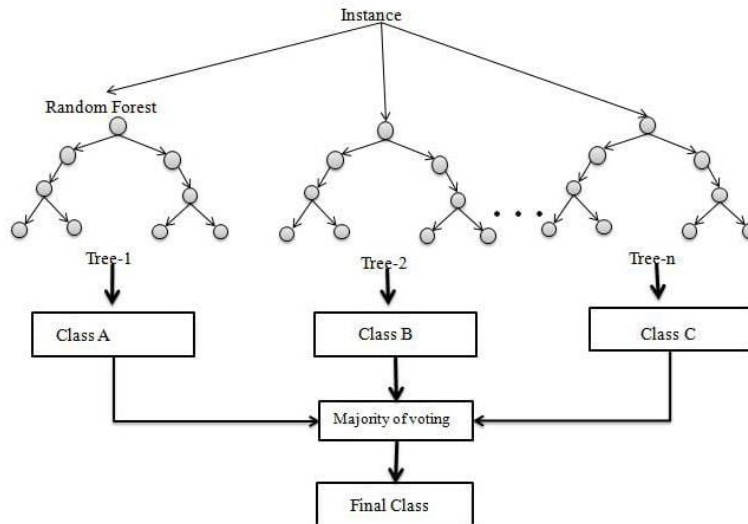 Instance
Random Forest
. . .
Tree-1
Tree-2
Tree-n
Class A
Class B
Class C
Majority of voting
Final Class